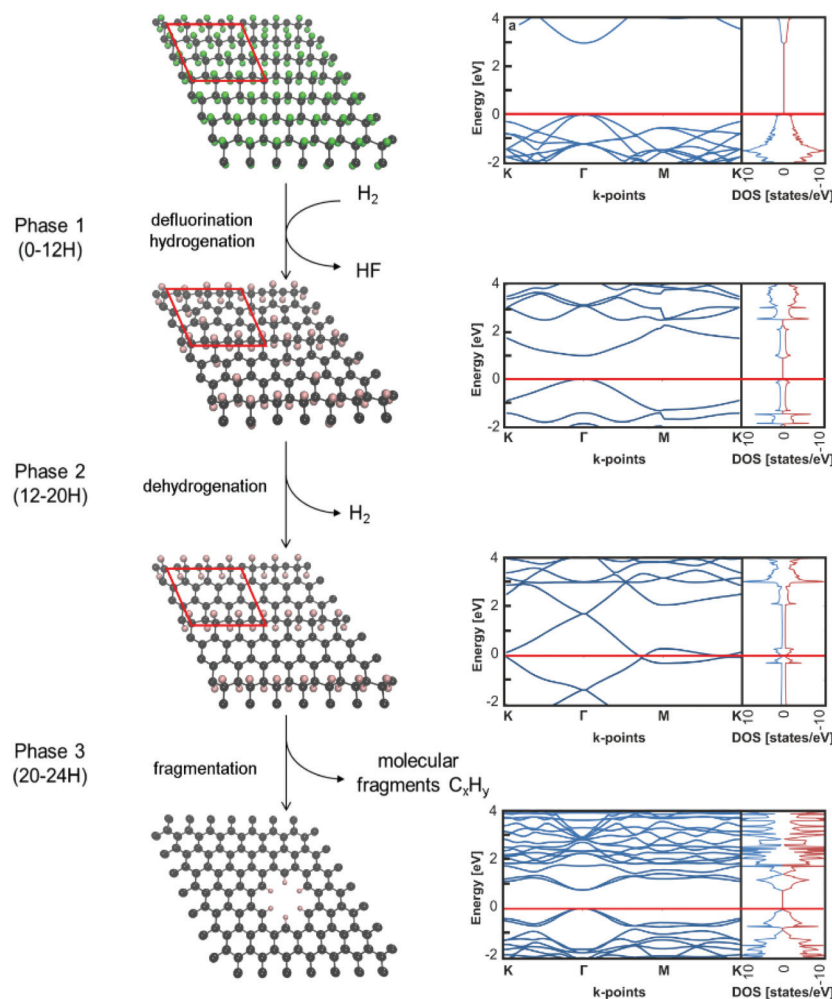 a
4
2
0
-2
Energy [eV]
K Γ M K
k-points
10 0 -10
DOS [states/eV]
Phase 1
(0-12H)
defluorination
hydrogenation
H₂
HF
4
2
0
-2
Energy [eV]
K Γ M K
k-points
10 0 -10
DOS [states/eV]
Phase 2
(12-20H)
dehydrogenation
H₂
4
2
0
-2
Energy [eV]
K Γ M K
k-points
10 0 -10
DOS [states/eV]
Phase 3
(20-24H)
fragmentation
molecular
fragments CₓHᵧ
4
2
0
-2
Energy [eV]
K Γ M K
k-points
10 0 -10
DOS [states/eV]